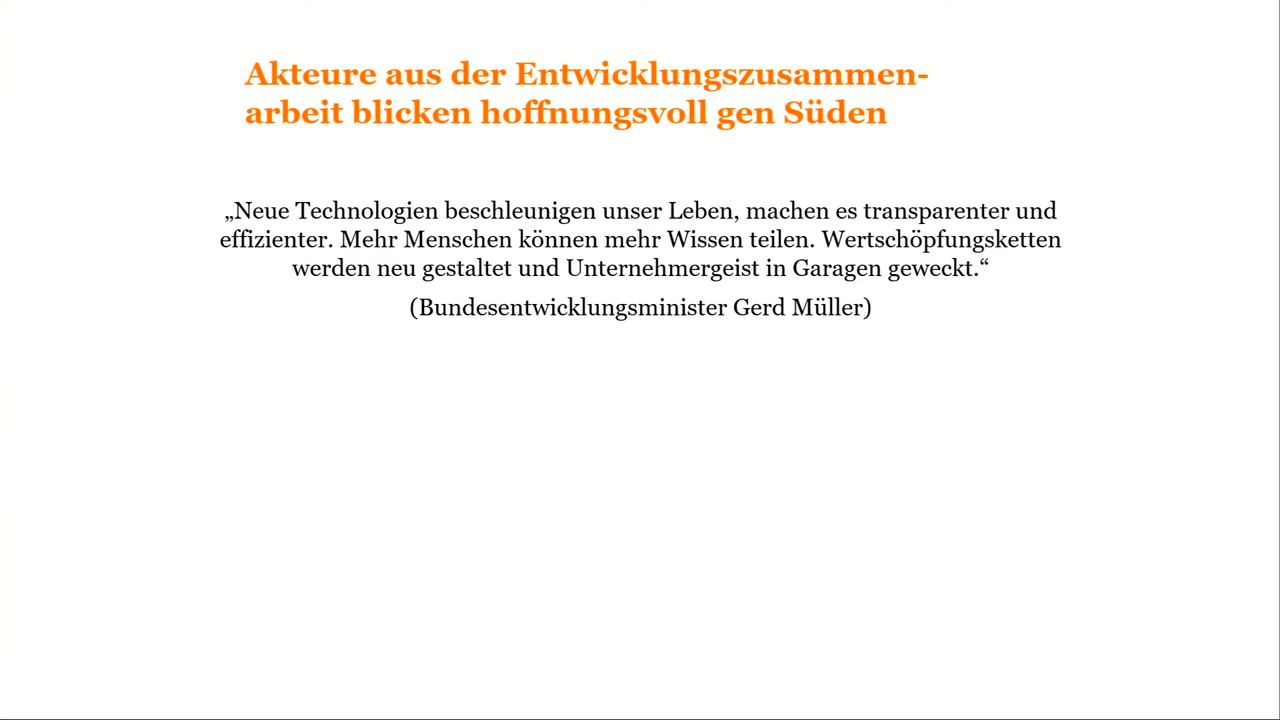 Akteure aus der Entwicklungszusammen-
arbeit blicken hoffnungsvoll gen Süden
„Neue Technologien beschleunigen unser Leben, machen es transparenter und
effizienter. Mehr Menschen können mehr Wissen teilen. Wertschöpfungsketten
werden neu gestaltet und Unternehmergeist in Garagen geweckt.“
(Bundesentwicklungsminister Gerd Müller)